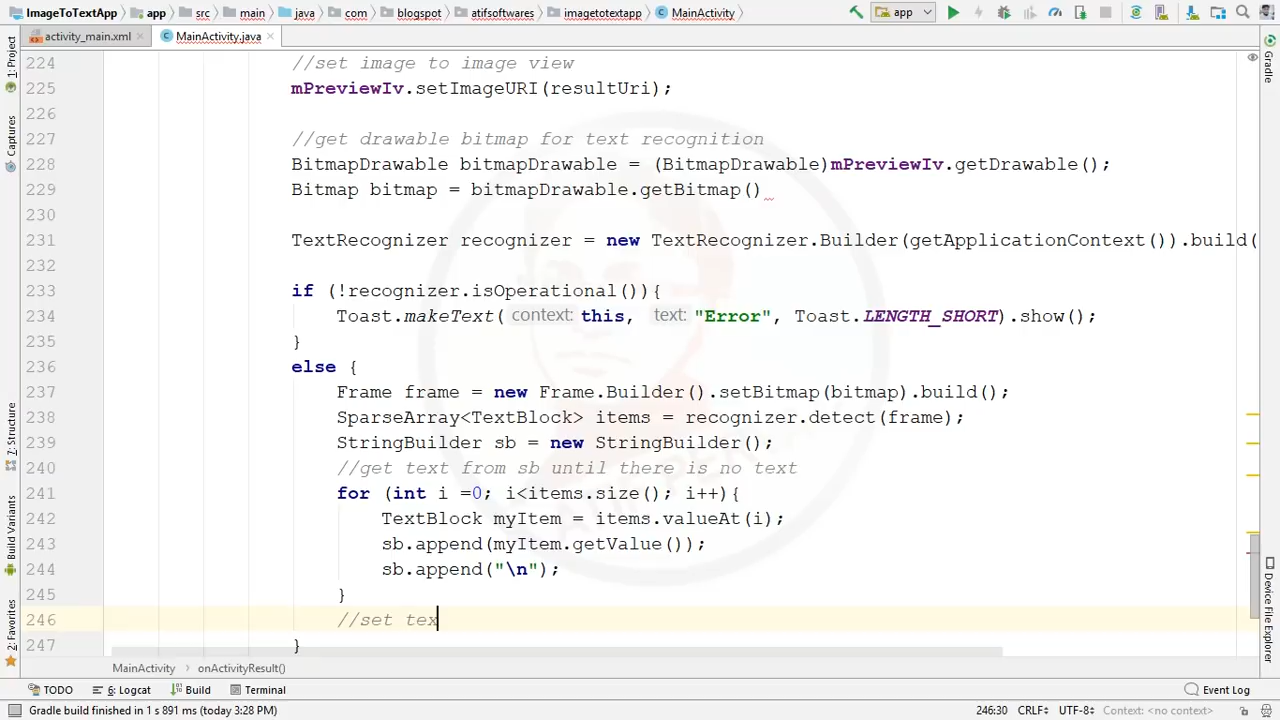 ImageToTextApp app src main java com blogspot atifsoftwares imagetotextapp MainActivity app
activity_main.xml MainActivity.java
1: Project
Captures
Z: Structure
Build Variants
2: Favorites
Gradle
Device File Explorer
224 //set image to image view
225 mPreviewIv.setImageURI(resultUri);
226
227 //get drawable bitmap for text recognition
228 BitmapDrawable bitmapDrawable = (BitmapDrawable)mPreviewIv.getDrawable();
229 Bitmap bitmap = bitmapDrawable.getBitmap()
230
231 TextRecognizer recognizer = new TextRecognizer.Builder(getApplicationContext()).build(
232
233 if (!recognizer.isOperational()){
234 Toast.makeText( context: this, text: "Error", Toast.LENGTH_SHORT).show();
235 }
236 else {
237 Frame frame = new Frame.Builder().setBitmap(bitmap).build();
238 SparseArray<TextBlock> items = recognizer.detect(frame);
239 StringBuilder sb = new StringBuilder();
240 //get text from sb until there is no text
241 for (int i =0; i<items.size(); i++){
242 TextBlock myItem = items.valueAt(i);
243 sb.append(myItem.getValue());
244 sb.append("\n");
245 }
246 //set tex
247 }
MainActivity › onActivityResult()
TODO 6: Logcat Build Terminal Event Log
Gradle build finished in 1 s 891 ms (today 3:28 PM) 246:30 CRLF UTF-8 Context: <no context>